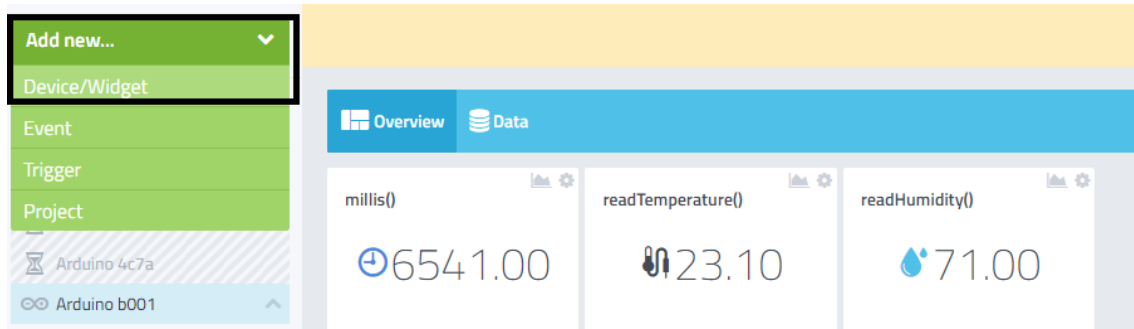 Add new...
Device/Widget
Event
Trigger
Project
Arduino 4c7a
Arduino b001
Overview
Data
millis()
6541.00
readTemperature()
23.10
readHumidity()
71.00